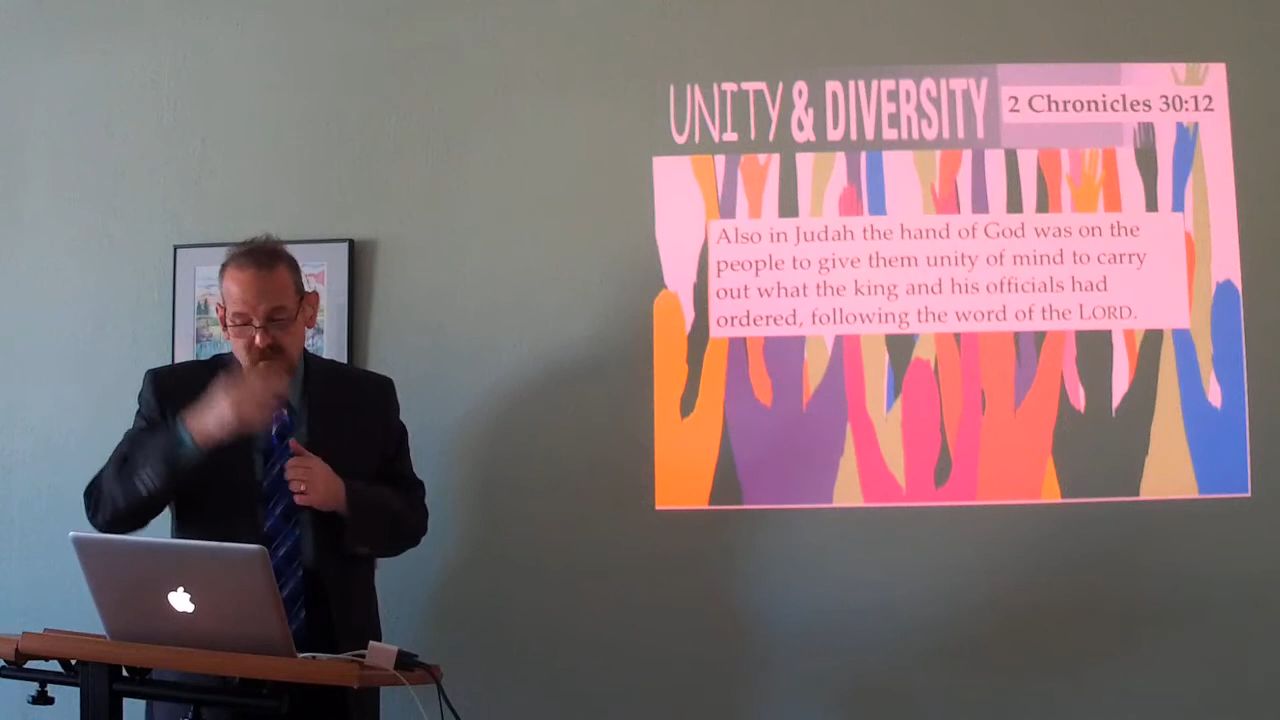 UNITY & DIVERSITY
2 Chronicles 30:12
Also in Judah the hand of God was on the
people to give them unity of mind to carry
out what the king and his officials had
ordered, following the word of the LORD.